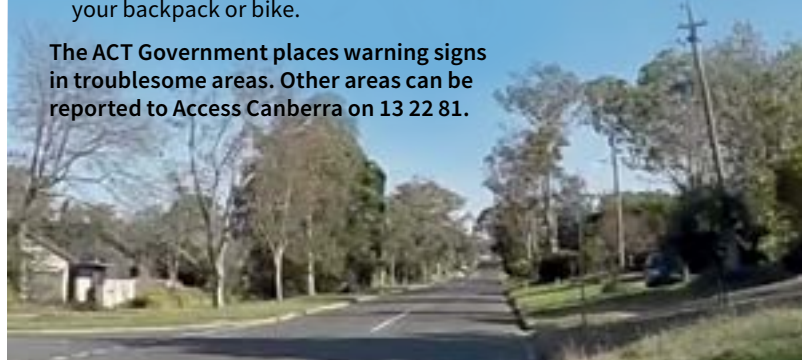 your backpack or bike.
The ACT Government places warning signs
in troublesome areas. Other areas can be
reported to Access Canberra on 13 22 81.